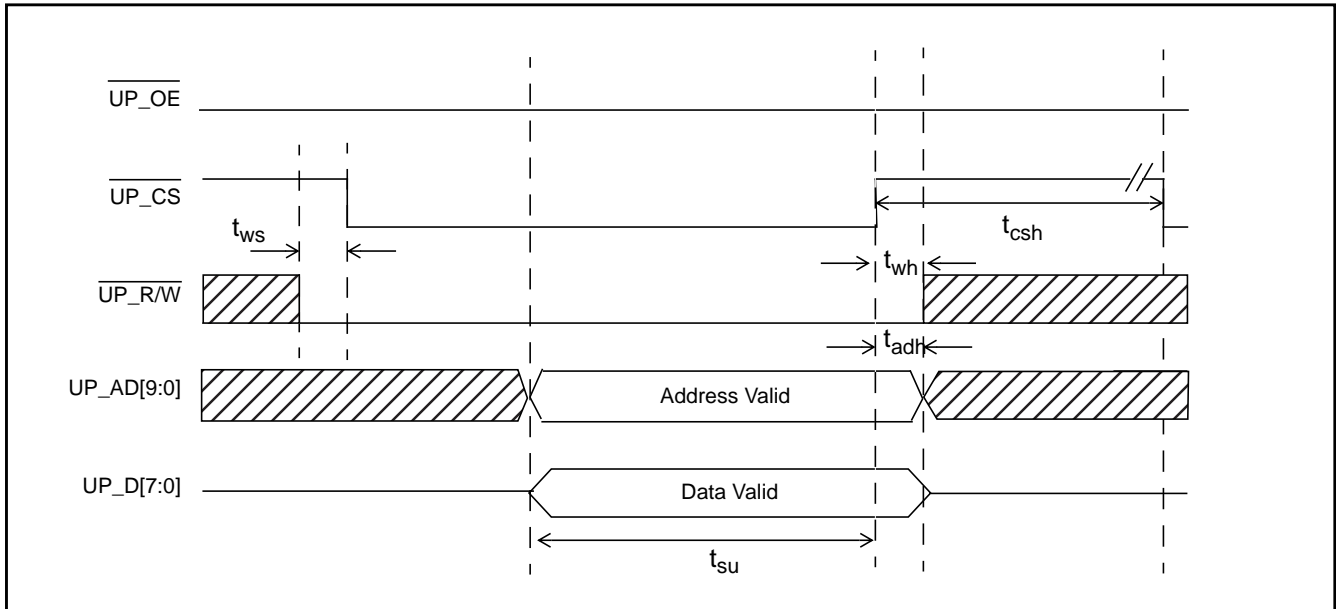 UP_OE
UP_CS
t_ws
t_csh
t_wh
UP_R/W
t_adh
UP_AD[9:0]
Address Valid
UP_D[7:0]
Data Valid
t_su